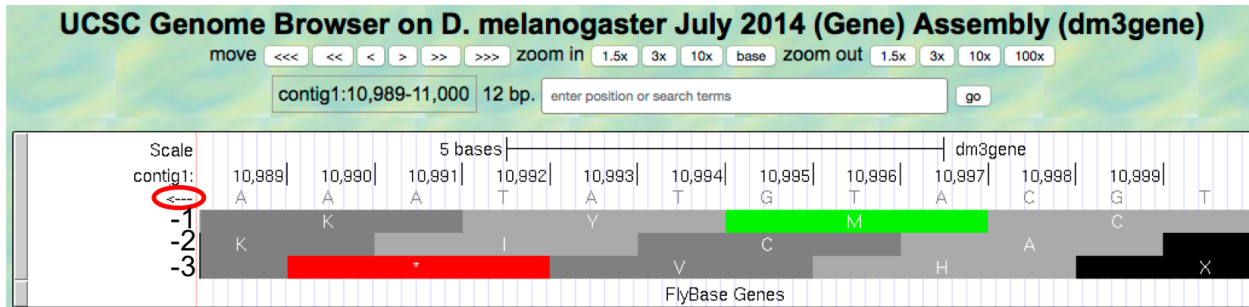 UCSC Genome Browser on D. melanogaster July 2014 (Gene) Assembly (dm3gene)
move <<< << < > >> >>> zoom in 1.5x 3x 10x base zoom out 1.5x 3x 10x 100x
contig1:10,989-11,000 12 bp. enter position or search terms go
Scale 5 bases dm3gene
contig1: 10,989 10,990 10,991 10,992 10,993 10,994 10,995 10,996 10,997 10,998 10,999
<--- A A A T A T G T A C G T
-1 K Y M C
-2 K I C A
-3 * V H X
FlyBase Genes